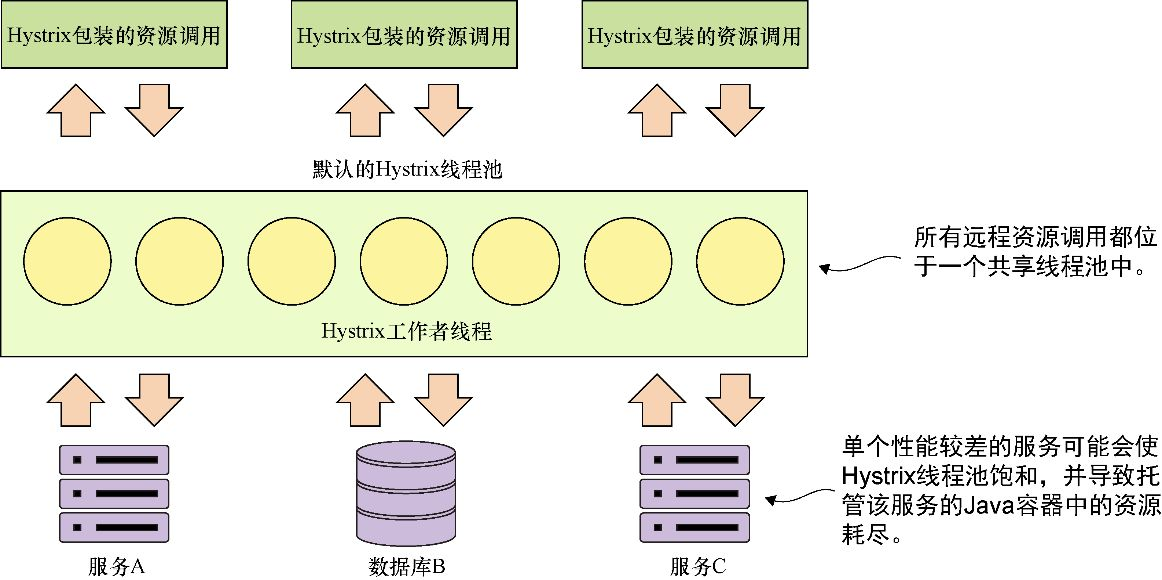 Hystrix包装的资源调用
Hystrix包装的资源调用
Hystrix包装的资源调用
默认的Hystrix线程池
所有远程资源调用都位
于一个共享线程池中。
Hystrix工作者线程
单个性能较差的服务可能会使
Hystrix线程池饱和，并导致托
管该服务的Java容器中的资源
耗尽。
服务A
数据库B
服务C